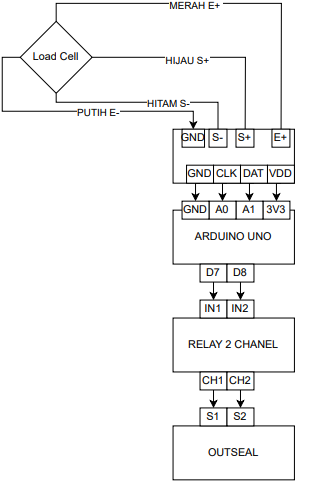 MERAH E+
Load Cell
HIJAU S+
HITAM S-
PUTIH E-
GND S- S+ E+
GND CLK DAT VDD
GND A0 A1 3V3
ARDUINO UNO
D7 D8
IN1 IN2
RELAY 2 CHANEL
CH1 CH2
S1 S2
OUTSEAL